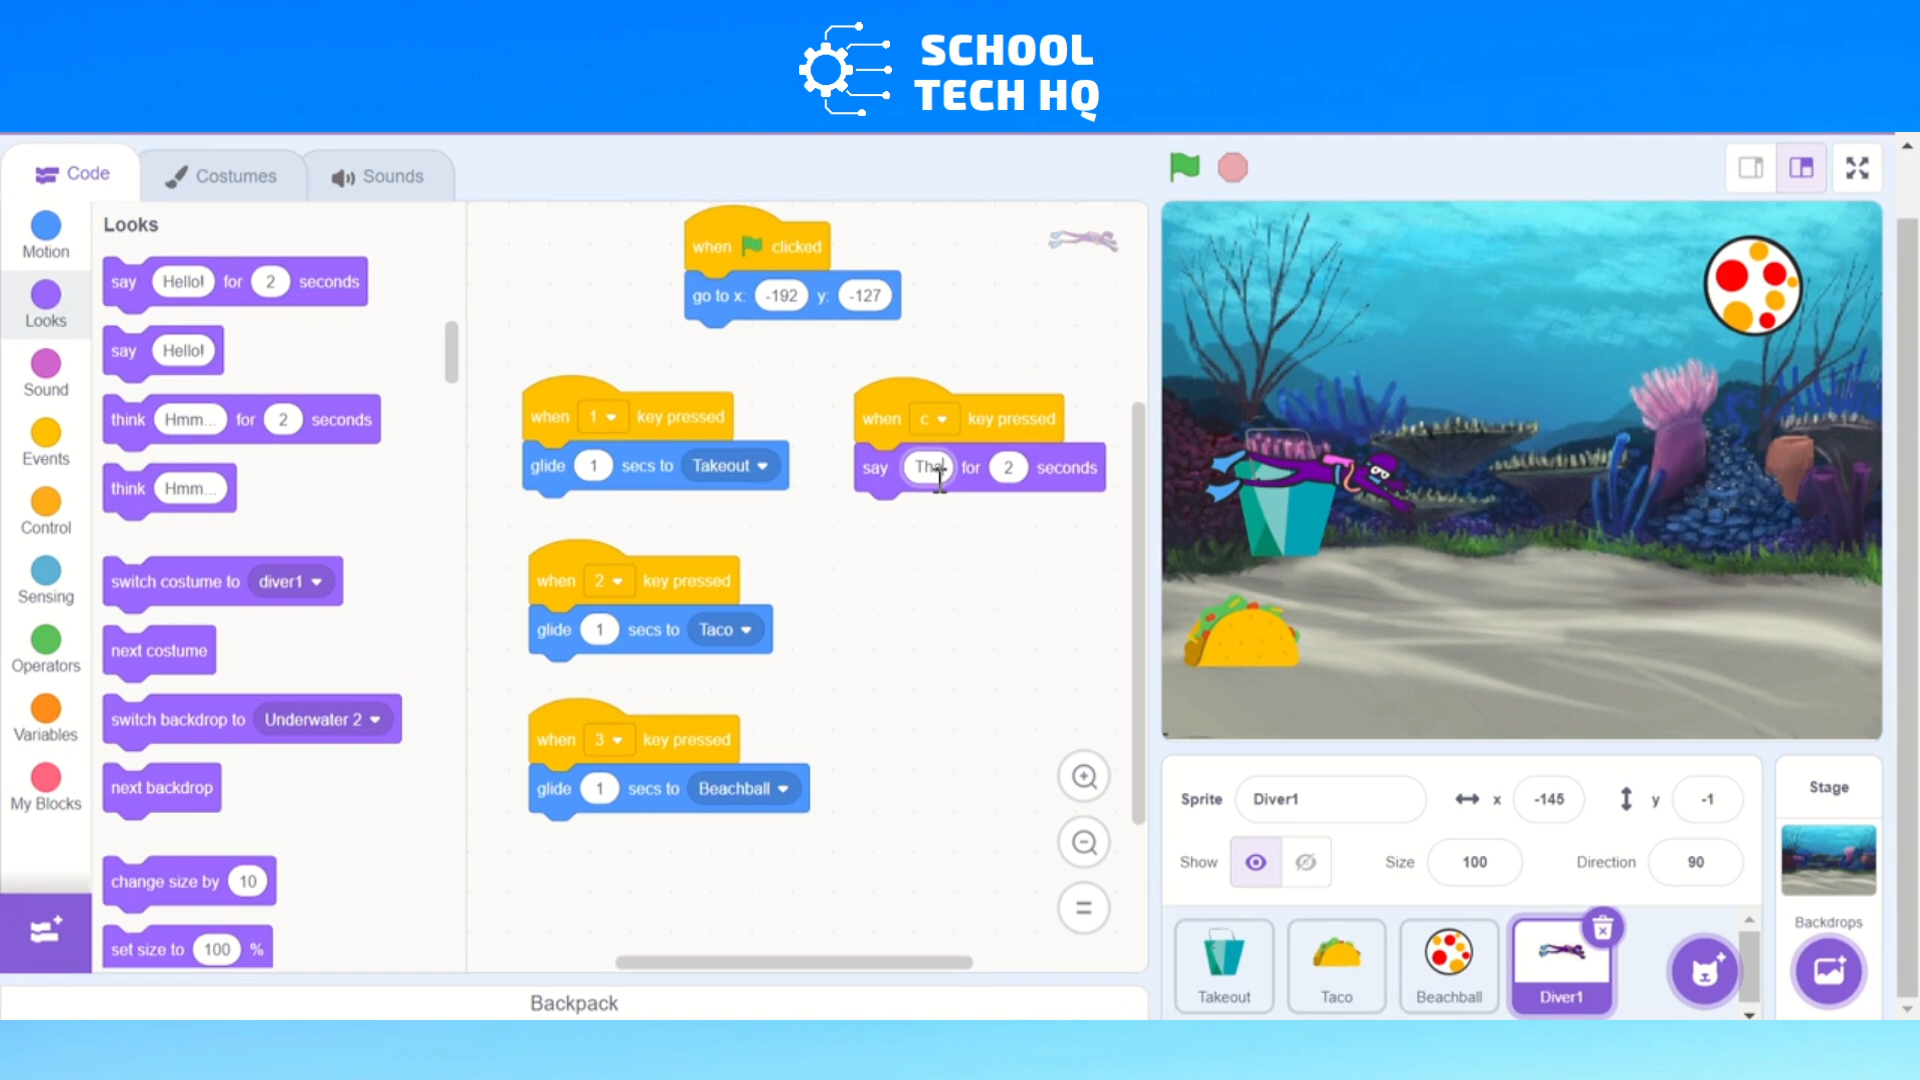 SCHOOL
TECH HQ
Code
Costumes
Sounds
Motion
Looks
Sound
Events
Control
Sensing
Operators
Variables
My Blocks
Looks
say Hello! for 2 seconds
say Hello!
think Hmm... for 2 seconds
think Hmm...
switch costume to diver1
next costume
switch backdrop to Underwater 2
next backdrop
change size by 10
set size to 100 %
when clicked
go to x: -192 y: -127
when 1 key pressed
glide 1 secs to Takeout
when c key pressed
say Tha for 2 seconds
when 2 key pressed
glide 1 secs to Taco
when 3 key pressed
glide 1 secs to Beachball
Backpack
Sprite Diver1 x -145 y -1
Show Size 100 Direction 90
Takeout
Taco
Beachball
Diver1
Stage
Backdrops